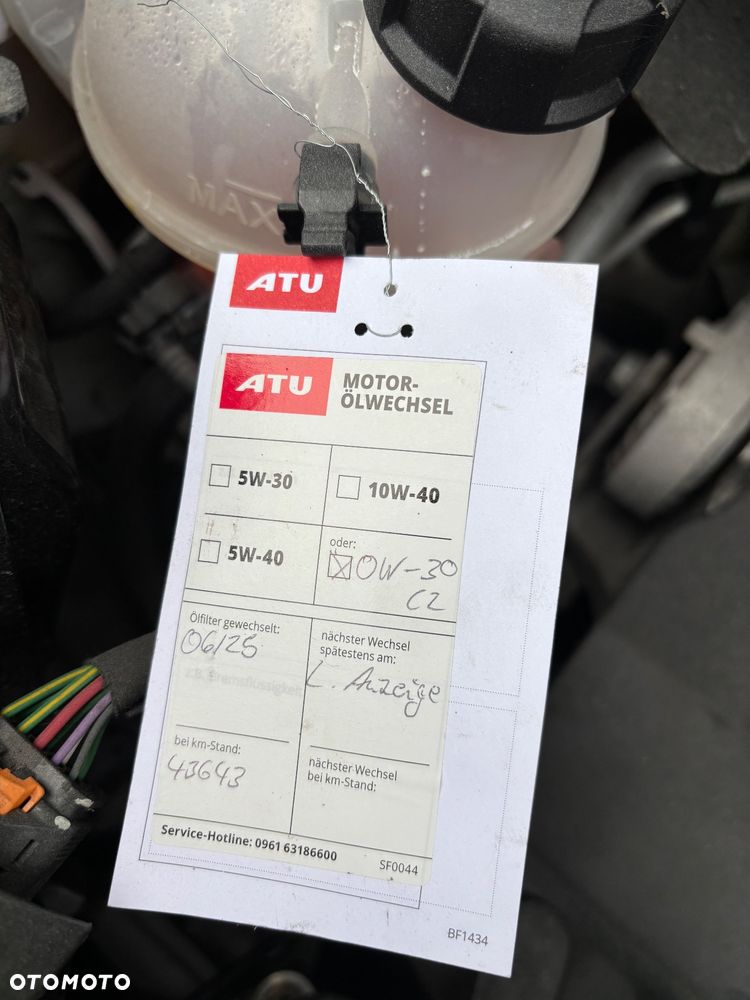 MAX
ATU
ATU
MOTOR-
ÖLWECHSEL
5W-30
10W-40
5W-40
oder:
0W-30
C2
Ölfilter gewechselt:
06/25
z.B. Bremsflüssigkeit
nächster Wechsel
spätestens am:
L. Anzeige
bei km-Stand:
43643
nächster Wechsel
bei km-Stand:
Service-Hotline: 0961 63186600
SF0044
BF1434
OTOMOTO